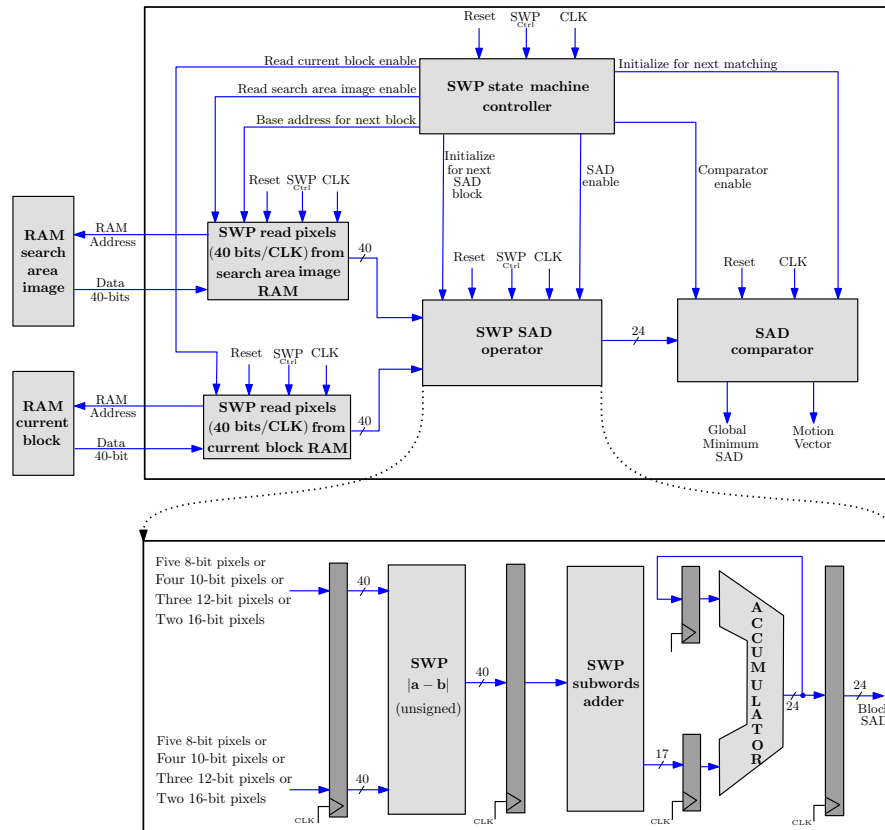 Reset
SWP
Ctrl
CLK
Read current block enable
Initialize for next matching
SWP state machine
controller
Read search area image enable
Base address for next block
Initialize
for next
SAD
block
SAD
enable
Comparator
enable
Reset
SWP
Ctrl
CLK
RAM
search
area
image
RAM
Address
Data
40-bits
SWP read pixels
(40 bits/CLK) from
search area image
RAM
40
Reset
SWP
Ctrl
CLK
Reset
CLK
SWP SAD
operator
24
SAD
comparator
Reset
SWP
Ctrl
CLK
RAM
current
block
RAM
Address
Data
40-bit
SWP read pixels
(40 bits/CLK) from
current block RAM
40
Global
Minimum
SAD
Motion
Vector
Five 8-bit pixels or
Four 10-bit pixels or
Three 12-bit pixels or
Two 16-bit pixels
40
SWP
|a − b|
(unsigned)
40
SWP
subwords
adder
ACCUMULATOR
24
24
Block
SAD
17
Five 8-bit pixels or
Four 10-bit pixels or
Three 12-bit pixels or
Two 16-bit pixels
40
CLK
CLK
CLK